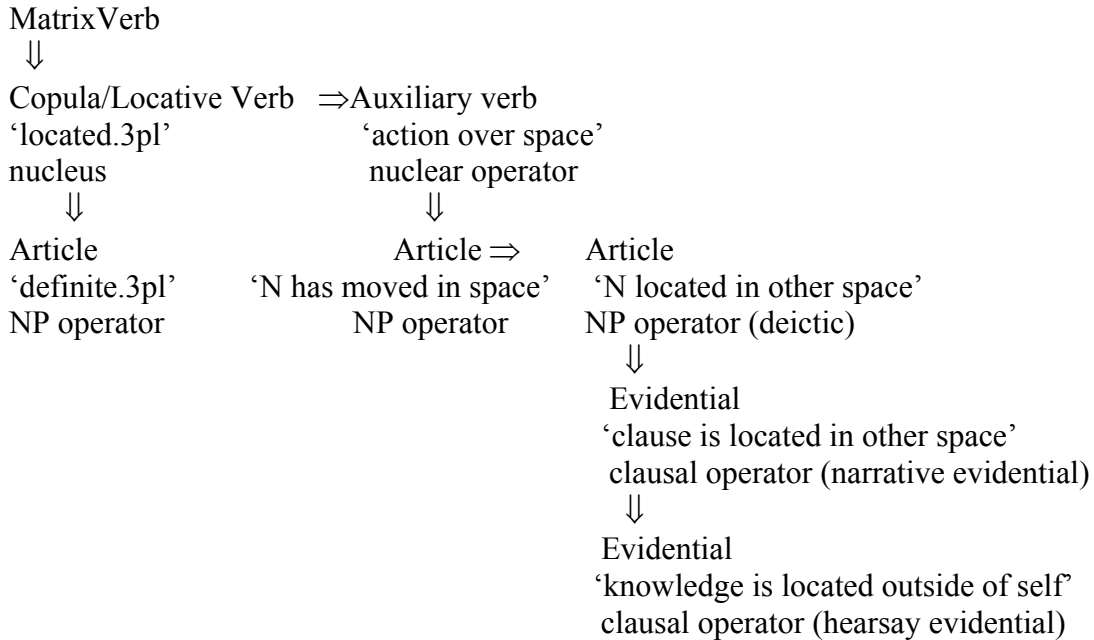 MatrixVerb
⇓
Copula/Locative Verb ⇒Auxiliary verb
‘located.3pl’ ‘action over space’
nucleus nuclear operator
⇓ ⇓
Article Article ⇒ Article
‘definite.3pl’ ‘N has moved in space’ ‘N located in other space’
NP operator NP operator NP operator (deictic)
⇓
Evidential
‘clause is located in other space’
clausal operator (narrative evidential)
⇓
Evidential
‘knowledge is located outside of self’
clausal operator (hearsay evidential)